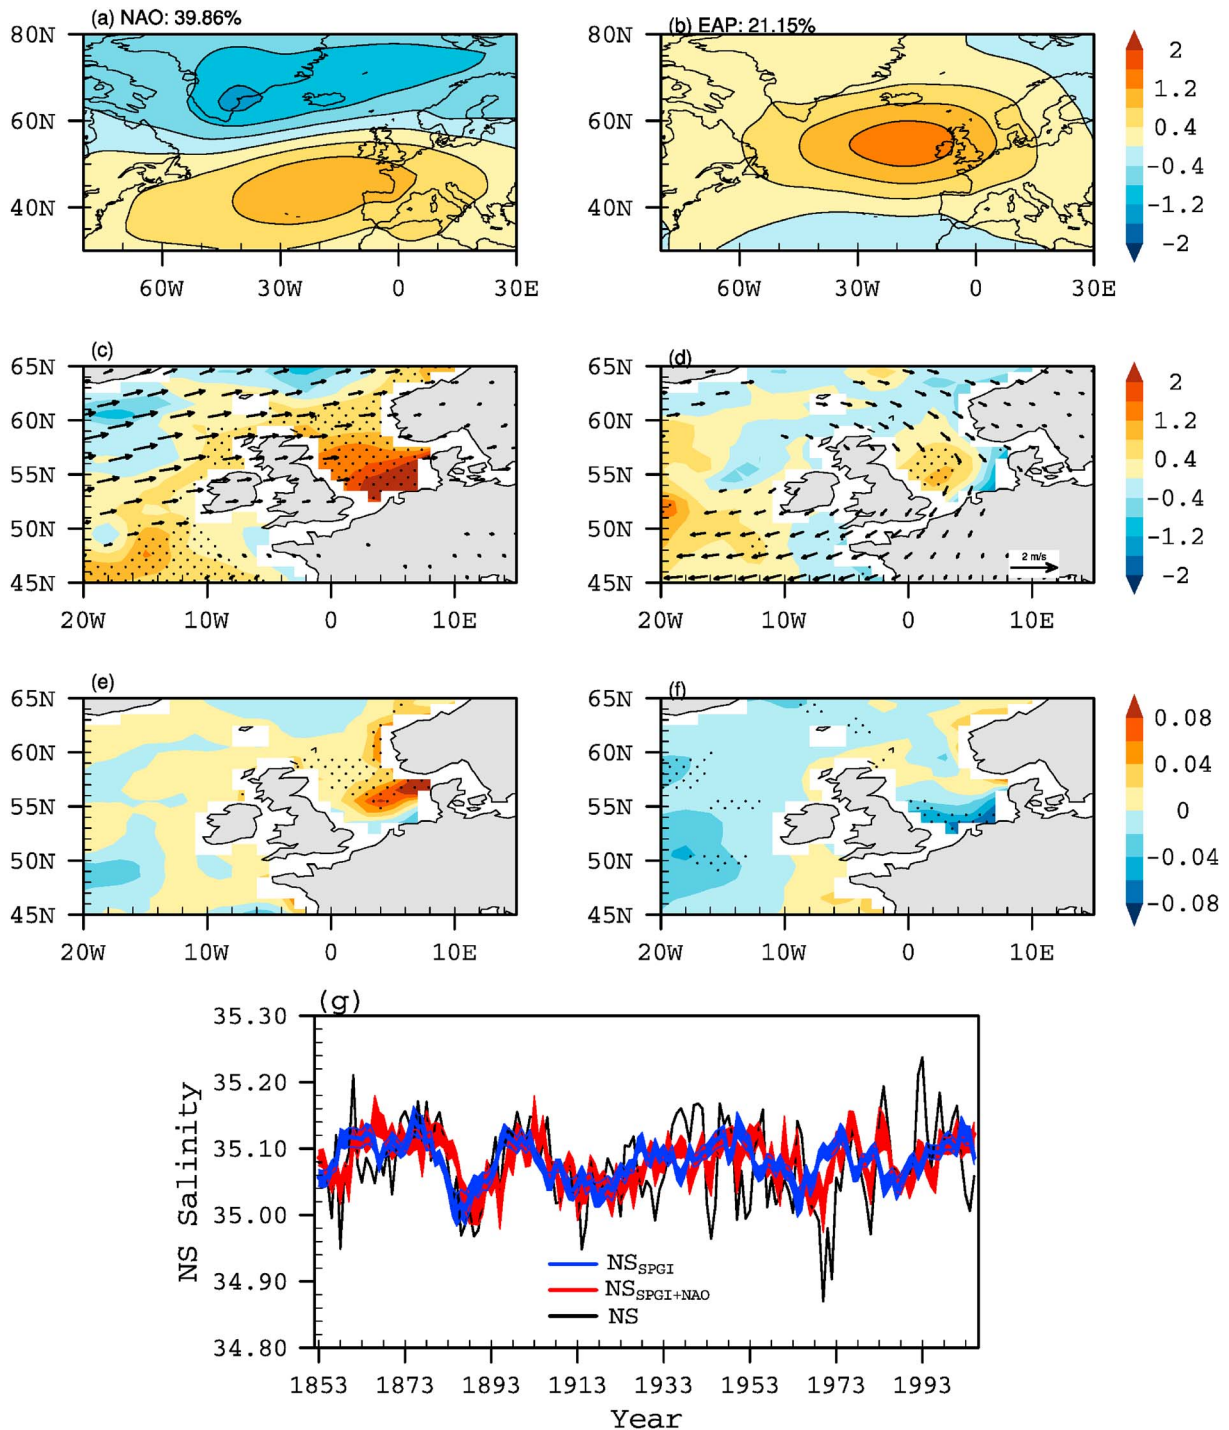 (a) NAO: 39.86%
(b) EAP: 21.15%
80N
60N
40N
60W 30W 0 30E
80N
60N
40N
60W 30W 0 30E
2
1.2
0.4
-0.4
-1.2
-2
(c)
(d)
65N
60N
55N
50N
45N
20W 10W 0 10E
65N
60N
55N
50N
45N
2 m/s
20W 10W 0 10E
2
1.2
0.4
-0.4
-1.2
-2
(e)
(f)
65N
60N
55N
50N
45N
20W 10W 0 10E
65N
60N
55N
50N
45N
20W 10W 0 10E
0.08
0.04
0
-0.04
-0.08
(g)
35.30
35.20
35.10
35.00
34.90
34.80
NS Salinity
NS SPGI
NS SPGI+NAO
NS
1853 1873 1893 1913 1933 1953 1973 1993
Year